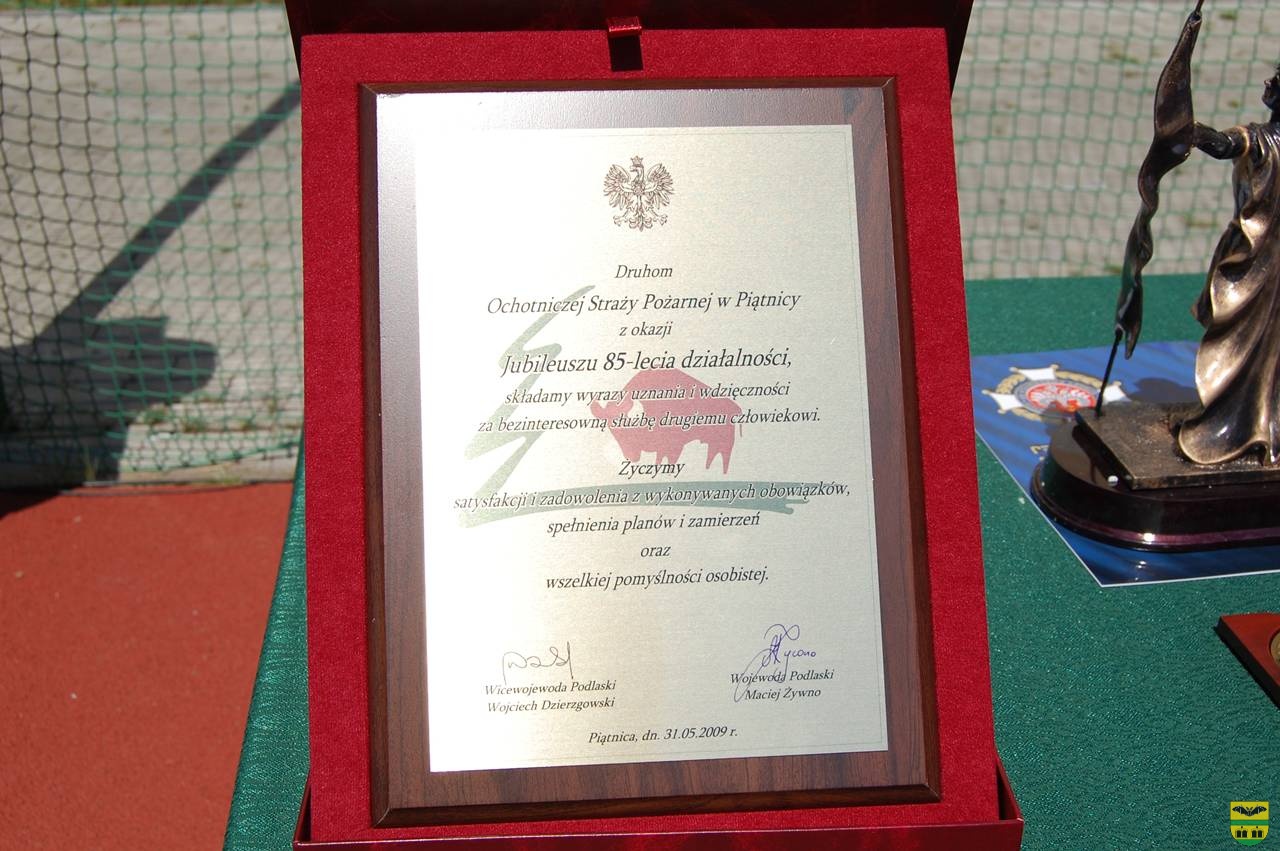 Druhom
Ochotniczej Straży Pożarnej w Piątnicy
z okazji
Jubileuszu 85-lecia działalności,
składamy wyrazy uznania i wdzięczności
za bezinteresowną służbę drugiemu człowiekowi.
Życzymy
satysfakcji i zadowolenia z wykonywanych obowiązków,
spełnienia planów i zamierzeń
oraz
wszelkiej pomyślności osobistej.
Wicewojewoda Podlaski
Wojciech Dzierzgowski
Wojewoda Podlaski
Maciej Żywno
Piątnica, dn. 31.05.2009 r.